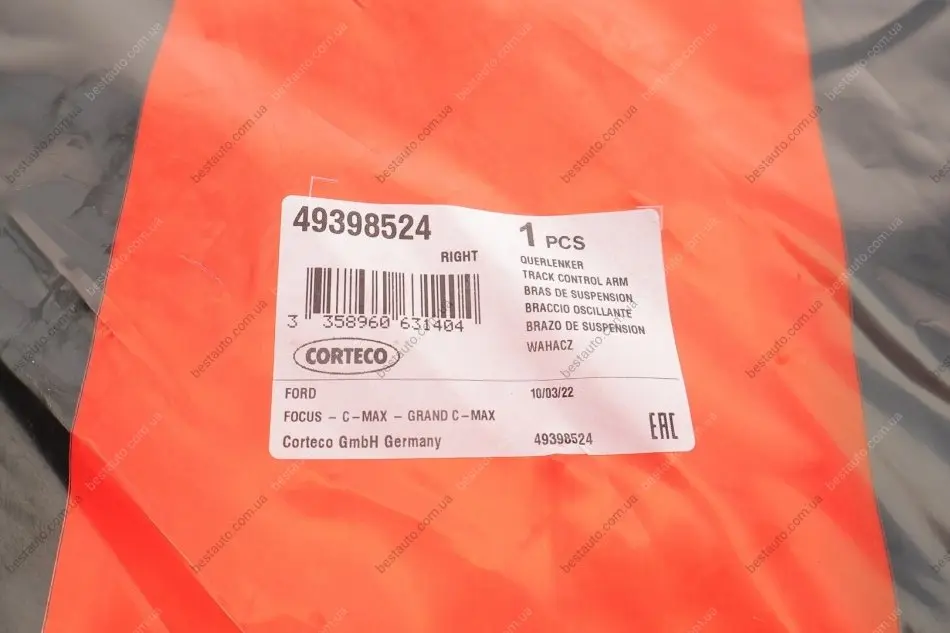 49398524
RIGHT
1 PCS
QUERLENKER
TRACK CONTROL ARM
BRAS DE SUSPENSION
BRACCIO OSCILLANTE
BRAZO DE SUSPENSION
WAHACZ
3 358960 631404
CORTECO
FORD
10/03/22
FOCUS - C-MAX - GRAND C-MAX
Corteco GmbH Germany
49398524
EAC
bestauto.com.ua